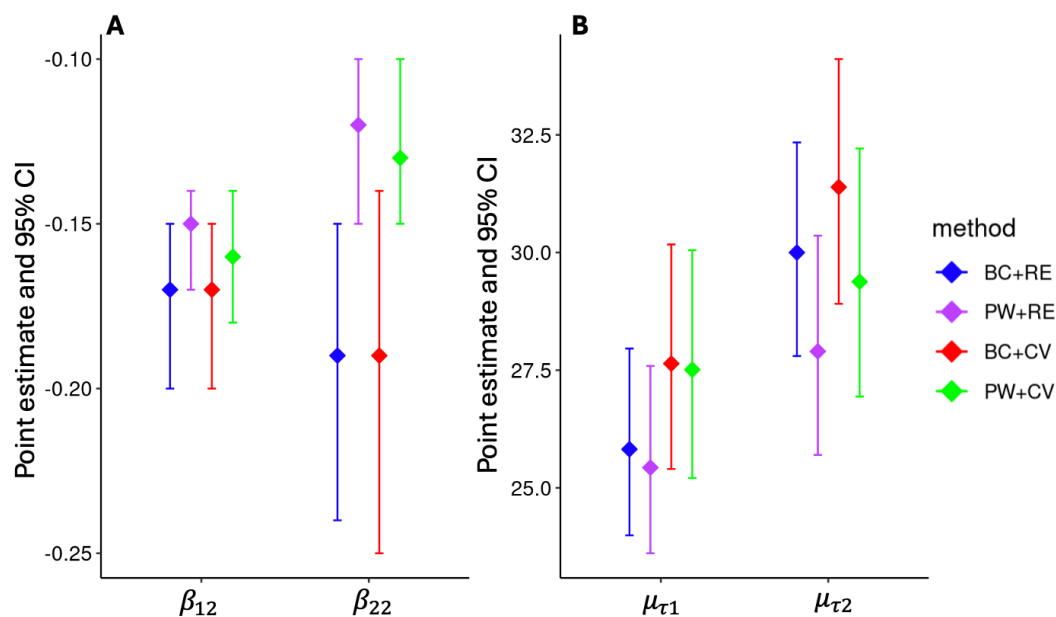 A
Point estimate and 95% CI
-0.10
-0.15
-0.20
-0.25
β12
β22
B
Point estimate and 95% CI
32.5
30.0
27.5
25.0
μτ1
μτ2
method
BC+RE
PW+RE
BC+CV
PW+CV